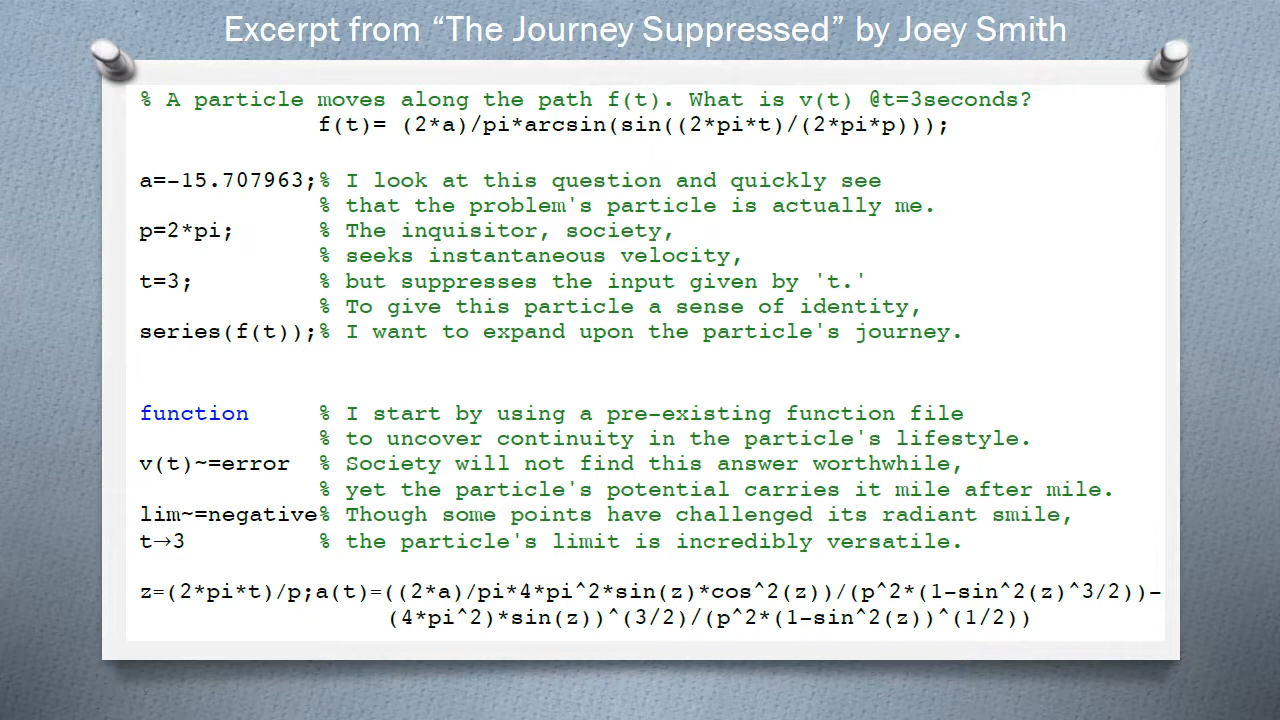 Excerpt from “The Journey Suppressed” by Joey Smith
% A particle moves along the path f(t). What is v(t) @t=3seconds?
f(t)= (2*a)/pi*arcsin(sin((2*pi*t)/(2*pi*p)));
a=-15.707963;% I look at this question and quickly see
% that the problem's particle is actually me.
p=2*pi; % The inquisitor, society,
% seeks instantaneous velocity,
t=3; % but suppresses the input given by 't.'
% To give this particle a sense of identity,
series(f(t));% I want to expand upon the particle's journey.
function % I start by using a pre-existing function file
% to uncover continuity in the particle's lifestyle.
v(t)~=error % Society will not find this answer worthwhile,
% yet the particle's potential carries it mile after mile.
lim~=negative% Though some points have challenged its radiant smile,
t→3 % the particle's limit is incredibly versatile.
z=(2*pi*t)/p;a(t)=((2*a)/pi*4*pi^2*sin(z)*cos^2(z))/(p^2*(1-sin^2(z)^3/2))-
(4*pi^2)*sin(z))^(3/2)/(p^2*(1-sin^2(z))^(1/2))